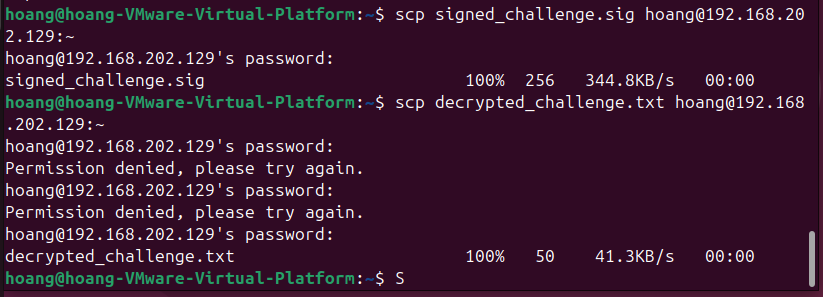 hoang@hoang-VMware-Virtual-Platform:~$ scp signed_challenge.sig hoang@192.168.20
2.129:~
hoang@192.168.202.129's password:
signed_challenge.sig 100% 256 344.8KB/s 00:00
hoang@hoang-VMware-Virtual-Platform:~$ scp decrypted_challenge.txt hoang@192.168
.202.129:~
hoang@192.168.202.129's password:
Permission denied, please try again.
hoang@192.168.202.129's password:
Permission denied, please try again.
hoang@192.168.202.129's password:
decrypted_challenge.txt 100% 50 41.3KB/s 00:00
hoang@hoang-VMware-Virtual-Platform:~$ S